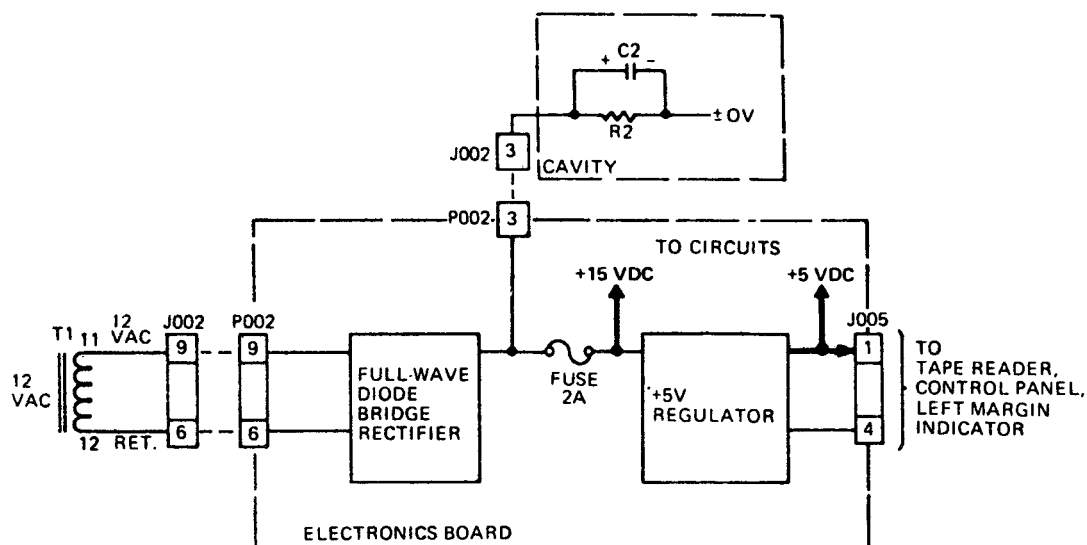 + C2 -
R2
±0V
J002 3
CAVITY
P002 3
TO CIRCUITS
+15 VDC
+5 VDC
T1
11
12
VAC
J002
P002
J005
9
9
1
12
VAC
FULL-WAVE
DIODE
BRIDGE
RECTIFIER
FUSE
2A
+5V
REGULATOR
TO
TAPE READER,
CONTROL PANEL,
LEFT MARGIN
INDICATOR
6
6
4
12
RET.
ELECTRONICS BOARD